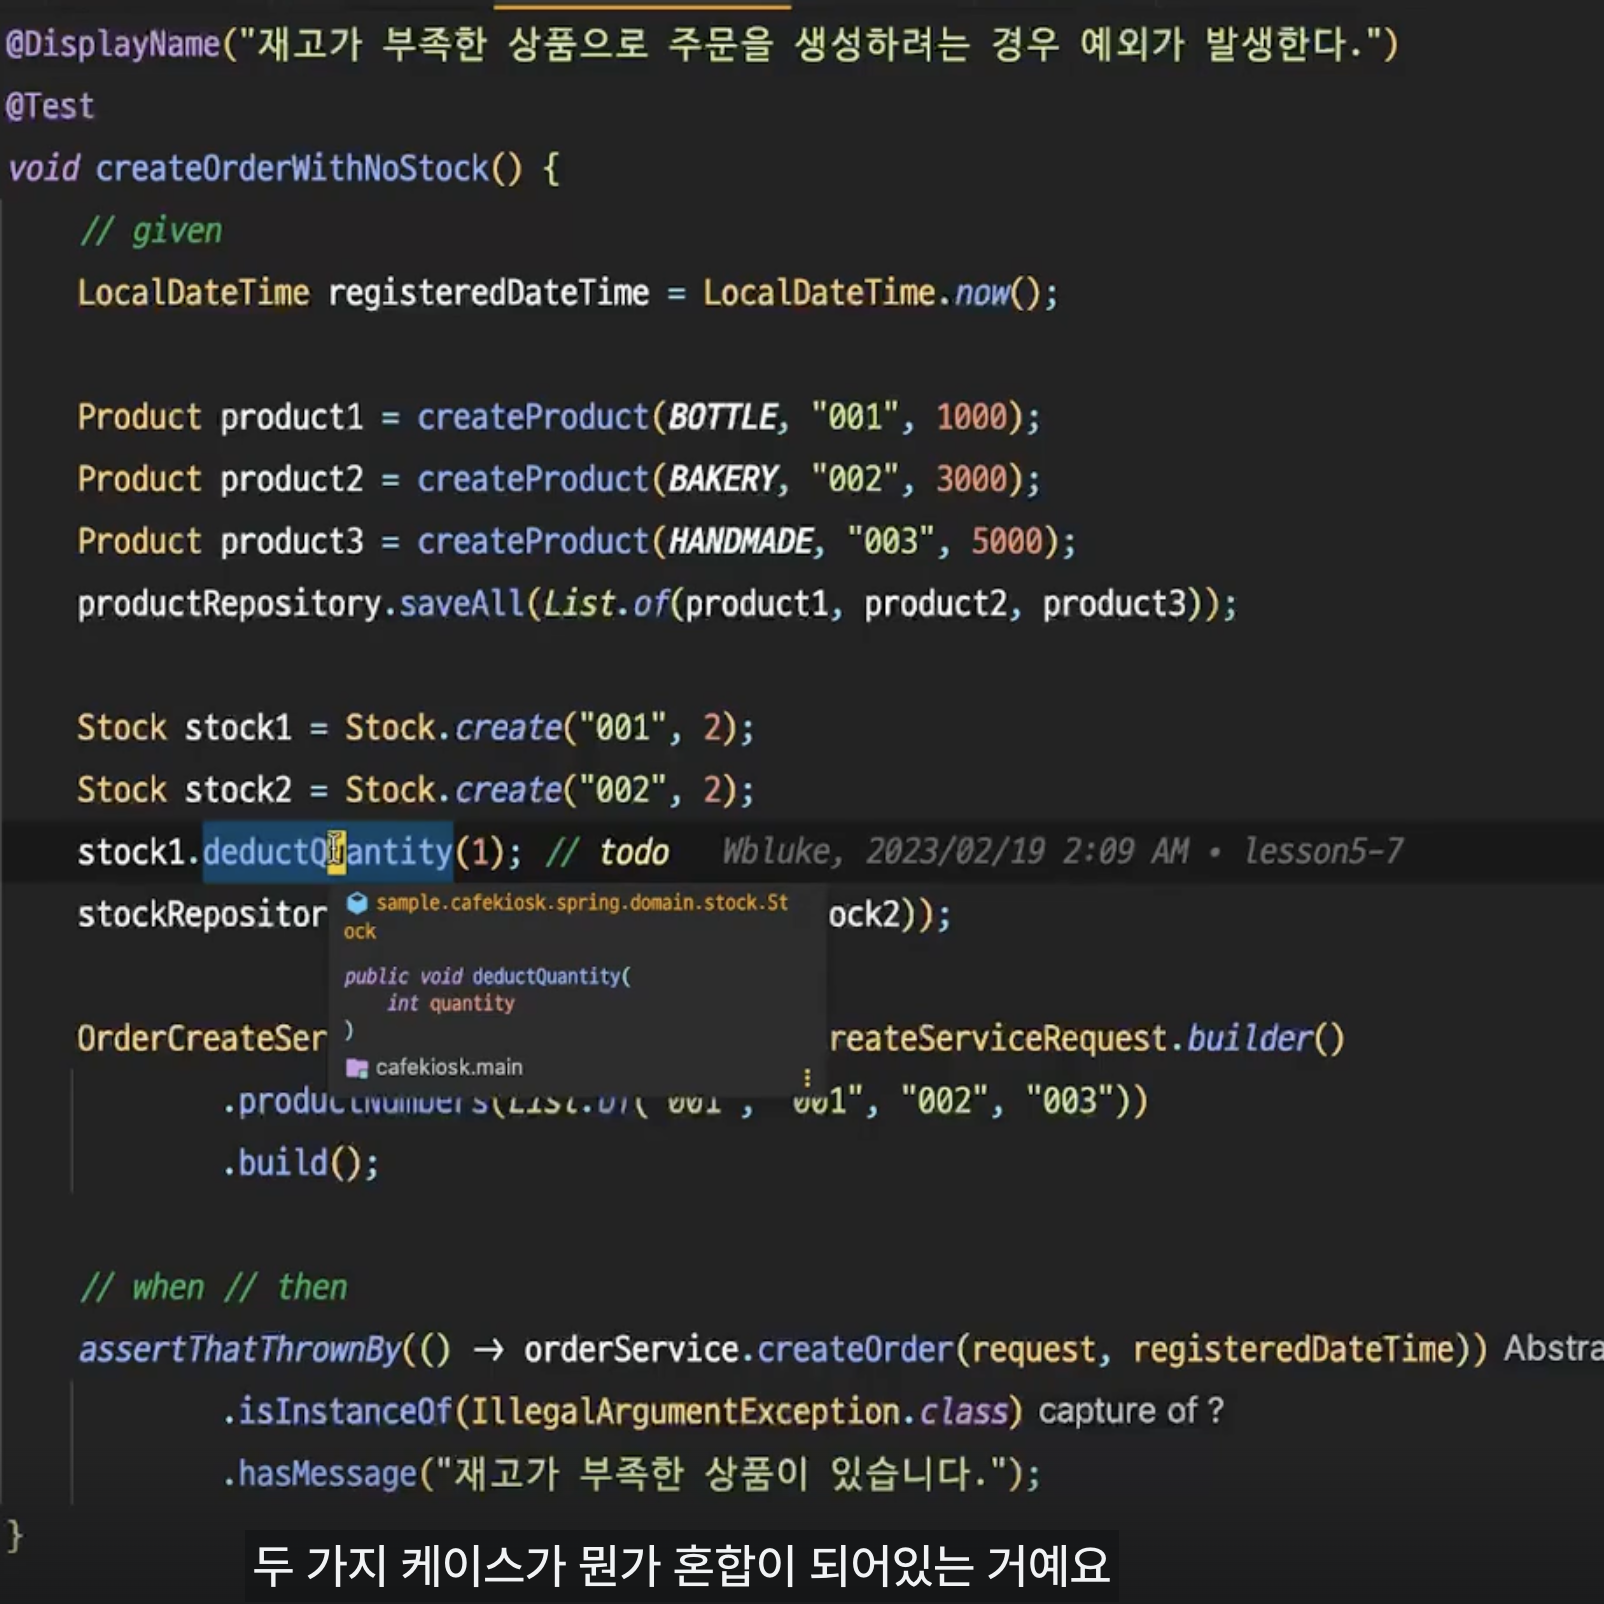 @DisplayName("재고가 부족한 상품으로 주문을 생성하려는 경우 예외가 발생한다.")
@Test
void createOrderWithNoStock() {
// given
LocalDateTime registeredDateTime = LocalDateTime.now();
Product product1 = createProduct(BOTTLE, "001", 1000);
Product product2 = createProduct(BAKERY, "002", 3000);
Product product3 = createProduct(HANDMADE, "003", 5000);
productRepository.saveAll(List.of(product1, product2, product3));
Stock stock1 = Stock.create("001", 2);
Stock stock2 = Stock.create("002", 2);
stock1.deductQuantity(1); // todo Wbluke, 2023/02/19 2:09 AM • lesson5-7
stockRepositor ock2));
sample.cafekiosk.spring.domain.stock.St
ock
public void deductQuantity(
int quantity
)
cafekiosk.main
OrderCreateSer reateServiceRequest.builder()
.productNumbers(List.of("001", "001", "002", "003"))
.build();
// when // then
assertThatThrownBy(() → orderService.createOrder(request, registeredDateTime)) Abstra
.isInstanceOf(IllegalArgumentException.class) capture of ?
.hasMessage("재고가 부족한 상품이 있습니다.");
}
두 가지 케이스가 뭔가 혼합이 되어있는 거예요